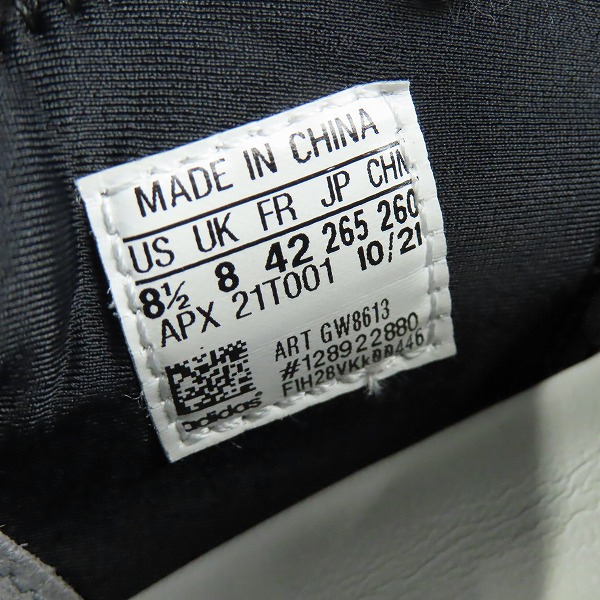 MADE IN CHINA
US UK FR JP CHN
8½ 8 42 265 260
APX 21T001 10/21
ART GW8613
#128922880
adidas